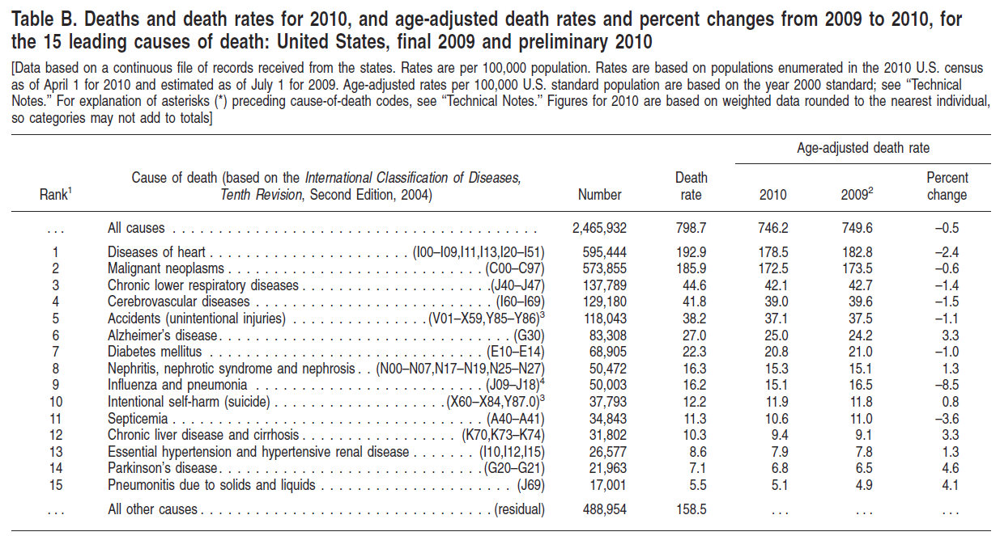 Table B. Deaths and death rates for 2010, and age-adjusted death rates and percent changes from 2009 to 2010, for
the 15 leading causes of death: United States, final 2009 and preliminary 2010
[Data based on a continuous file of records received from the states. Rates are per 100,000 population. Rates are based on populations enumerated in the 2010 U.S. census
as of April 1 for 2010 and estimated as of July 1 for 2009. Age-adjusted rates per 100,000 U.S. standard population are based on the year 2000 standard; see “Technical
Notes.” For explanation of asterisks (*) preceding cause-of-death codes, see “Technical Notes.” Figures for 2010 are based on weighted data rounded to the nearest individual,
so categories may not add to totals]
Age-adjusted death rate
Cause of death (based on the International Classification of Diseases, Death Percent
Rank1 Tenth Revision, Second Edition, 2004) Number rate 2010 20092 change
. . . All causes . . . . . . . . . . . . . . . . . . . . . . . . . . . . . . . . 2,465,932 798.7 746.2 749.6 –0.5
1 Diseases of heart . . . . . . . . . . . . . . . . . . . . . . (I00–I09,I11,I13,I20–I51) 595,444 192.9 178.5 182.8 –2.4
2 Malignant neoplasms . . . . . . . . . . . . . . . . . . . . . . (C00–C97) 573,855 185.9 172.5 173.5 –0.6
3 Chronic lower respiratory diseases . . . . . . . . . . . . . . . . .(J40–J47) 137,789 44.6 42.1 42.7 –1.4
4 Cerebrovascular diseases . . . . . . . . . . . . . . . . . . . . . (I60–I69) 129,180 41.8 39.0 39.6 –1.5
5 Accidents (unintentional injuries) . . . . . . . . . . . . (V01–X59,Y85–Y86)3 118,043 38.2 37.1 37.5 –1.1
6 Alzheimer’s disease. . . . . . . . . . . . . . . . . . . . . . . . . (G30) 83,308 27.0 25.0 24.2 3.3
7 Diabetes mellitus . . . . . . . . . . . . . . . . . . . . . . . . (E10–E14) 68,905 22.3 20.8 21.0 –1.0
8 Nephritis, nephrotic syndrome and nephrosis. . (N00–N07,N17–N19,N25–N27) 50,472 16.3 15.3 15.1 1.3
9 Influenza and pneumonia . . . . . . . . . . . . . . . . . . . . . (J09–J18)4 50,003 16.2 15.1 16.5 –8.5
10 Intentional self-harm (suicide) . . . . . . . . . . . . . . . (X60–X84,Y87.0)3 37,793 12.2 11.9 11.8 0.8
11 Septicemia . . . . . . . . . . . . . . . . . . . . . . . . . . . (A40–A41) 34,843 11.3 10.6 11.0 –3.6
12 Chronic liver disease and cirrhosis . . . . . . . . . . . . . (K70,K73–K74) 31,802 10.3 9.4 9.1 3.3
13 Essential hypertension and hypertensive renal disease . . . . . . . (I10,I12,I15) 26,577 8.6 7.9 7.8 1.3
14 Parkinson’s disease. . . . . . . . . . . . . . . . . . . . . . . (G20–G21) 21,963 7.1 6.8 6.5 4.6
15 Pneumonitis due to solids and liquids . . . . . . . . . . . . . . . . . (J69) 17,001 5.5 5.1 4.9 4.1
. . . All other causes . . . . . . . . . . . . . . . . . . . . . . . . . (residual) 488,954 158.5 . . . . . . . . .